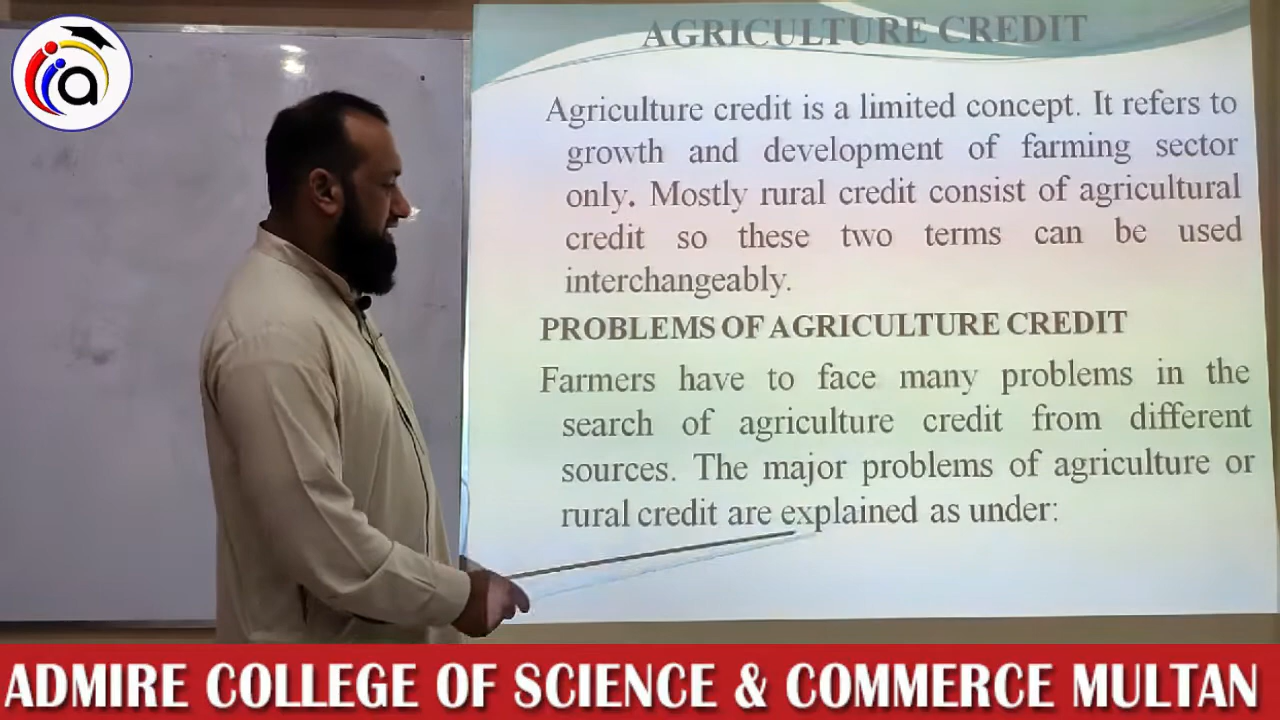 AGRICULTURE CREDIT
Agriculture credit is a limited concept. It refers to
growth and development of farming sector
only. Mostly rural credit consist of agricultural
credit so these two terms can be used
interchangeably.
PROBLEMS OF AGRICULTURE CREDIT
Farmers have to face many problems in the
search of agriculture credit from different
sources. The major problems of agriculture or
rural credit are explained as under:
a
ADMIRE COLLEGE OF SCIENCE & COMMERCE MULTAN